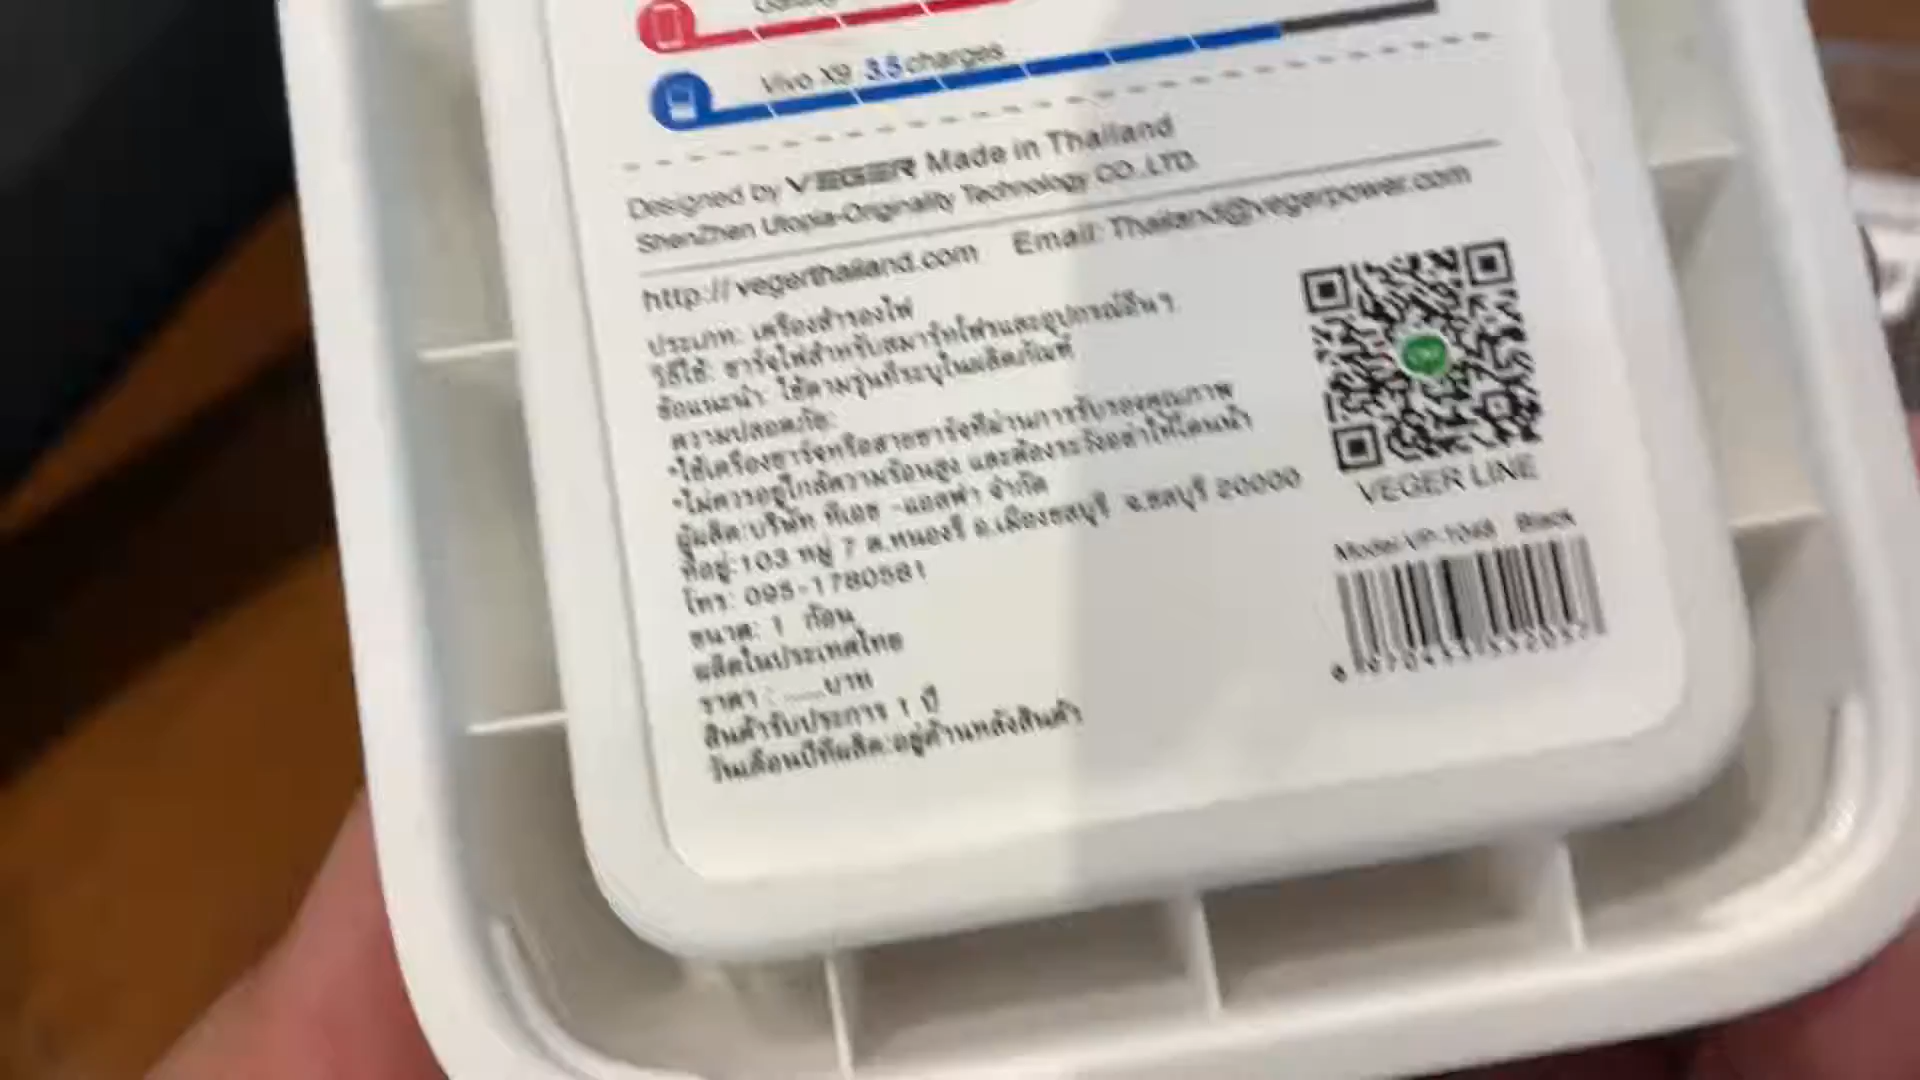 Vivo X9 3.5 charges
Designed by VEGER Made in Thailand
ShenZhen Utopia-Originality Technology CO.,LTD.
http://vegerthailand.com Email: Thailand@vegerpower.com
ประเภท: เครื่องสำรองไฟ
วิธีใช้: ชาร์จไฟสำหรับสมาร์ทโฟนและอุปกรณ์อื่นๆ
ข้อแนะนำ: ใช้ตามรุ่นที่ระบุในผลิตภัณฑ์
ความปลอดภัย:
•ใช้เครื่องชาร์จหรือสายชาร์จที่ผ่านการรับรองคุณภาพ
•ไม่ควรอยู่ใกล้ความร้อนสูง และต้องระวังอย่าให้โดนน้ำ
ผู้ผลิต:บริษัท ทีเอช -แอลฟา จำกัด
ที่อยู่:103 หมู่ 7 ต.หนองรี อ.เมืองชลบุรี จ.ชลบุรี 20000
โทร: 095-1780581
ขนาด: 1 ก้อน
ผลิตในประเทศไทย
ราคา : ......บาท
สินค้ารับประการ 1 ปี
วันเดือนปีที่ผลิต:อยู่ด้านหลังสินค้า
VEGER LINE
Model: Black